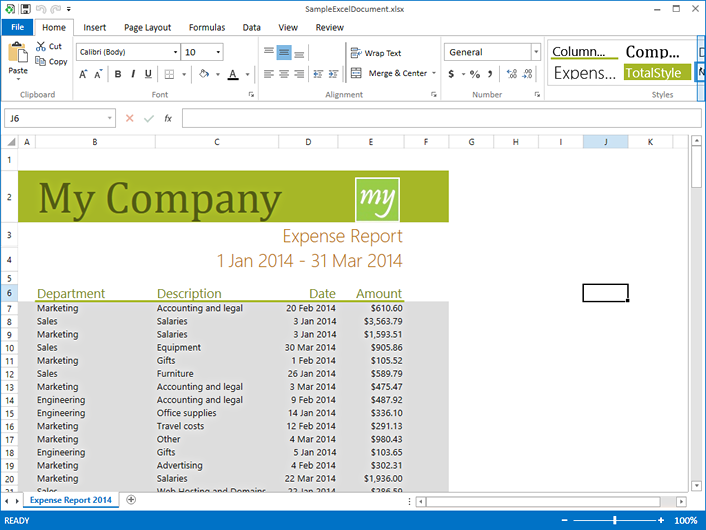 SampleExcelDocument.xlsx
File Home Insert Page Layout Formulas Data View Review
Paste
Cut
Copy
Clipboard
Calibri (Body) 10
A A B I U A
Font
Wrap Text
Merge & Center
Alignment
General
$ % ,
Number
Column... Comp...
Expens... TotalStyle
Styles
J6 fx
A B C D E F G H I J K
1
2 My Company my
3 Expense Report
4 1 Jan 2014 - 31 Mar 2014
5
6 Department Description Date Amount
7 Marketing Accounting and legal 20 Feb 2014 $610.60
8 Sales Salaries 3 Jan 2014 $3,563.79
9 Marketing Salaries 3 Jan 2014 $1,593.51
10 Sales Equipment 30 Mar 2014 $905.86
11 Marketing Gifts 1 Feb 2014 $105.52
12 Sales Furniture 26 Jan 2014 $589.79
13 Marketing Accounting and legal 3 Mar 2014 $475.47
14 Engineering Accounting and legal 9 Feb 2014 $487.92
15 Engineering Office supplies 14 Jan 2014 $336.10
16 Marketing Travel costs 12 Feb 2014 $291.13
17 Marketing Other 4 Mar 2014 $980.43
18 Engineering Gifts 5 Jan 2014 $103.65
19 Marketing Advertising 4 Feb 2014 $302.31
20 Marketing Salaries 22 Mar 2014 $1,936.00
21 Sales Web Hosting and Domains 22 Jan 2014 $286.59
Expense Report 2014
READY 100%